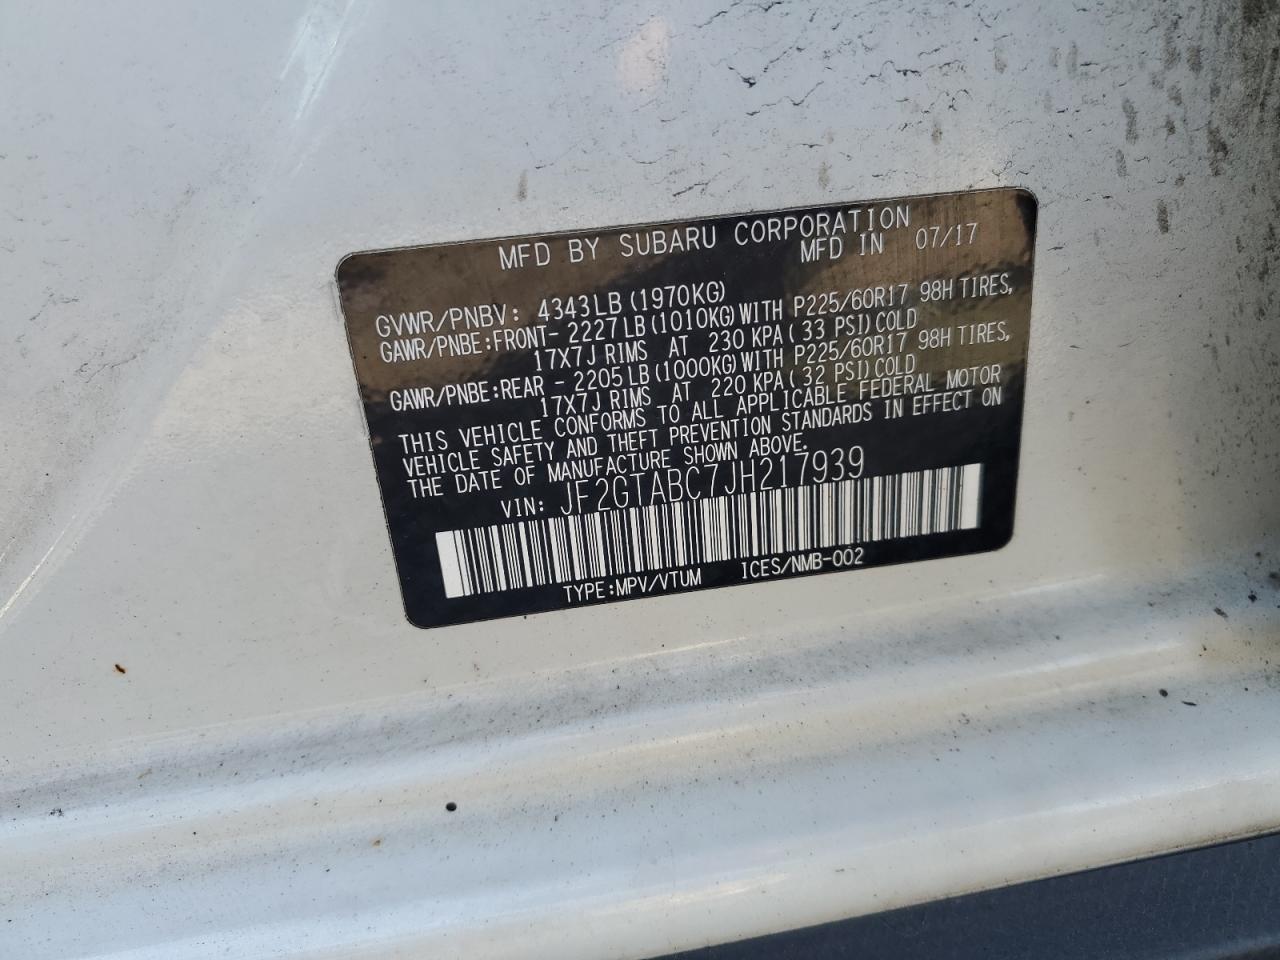 MFD BY SUBARU CORPORATION
MFD IN 07/17
GVWR/PNBV: 4343LB(1970KG)
GAWR/PNBE:FRONT- 2227LB(1010KG)WITH P225/60R17 98H TIRES,
17X7J RIMS AT 230 KPA(33 PSI)COLD
GAWR/PNBE:REAR - 2205LB(1000KG)WITH P225/60R17 98H TIRES,
17X7J RIMS AT 220 KPA(32 PSI)COLD
THIS VEHICLE CONFORMS TO ALL APPLICABLE FEDERAL MOTOR
VEHICLE SAFETY AND THEFT PREVENTION STANDARDS IN EFFECT ON
THE DATE OF MANUFACTURE SHOWN ABOVE.
VIN: JF2GTABC7JH217939
TYPE:MPV/VTUM ICES/NMB-002